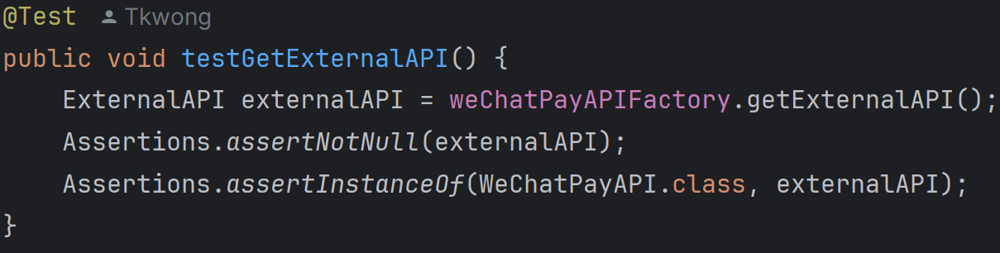 @Test Tkwong
public void testGetExternalAPI() {
    ExternalAPI externalAPI = weChatPayAPIFactory.getExternalAPI();
    Assertions.assertNotNull(externalAPI);
    Assertions.assertInstanceOf(WeChatPayAPI.class, externalAPI);
}